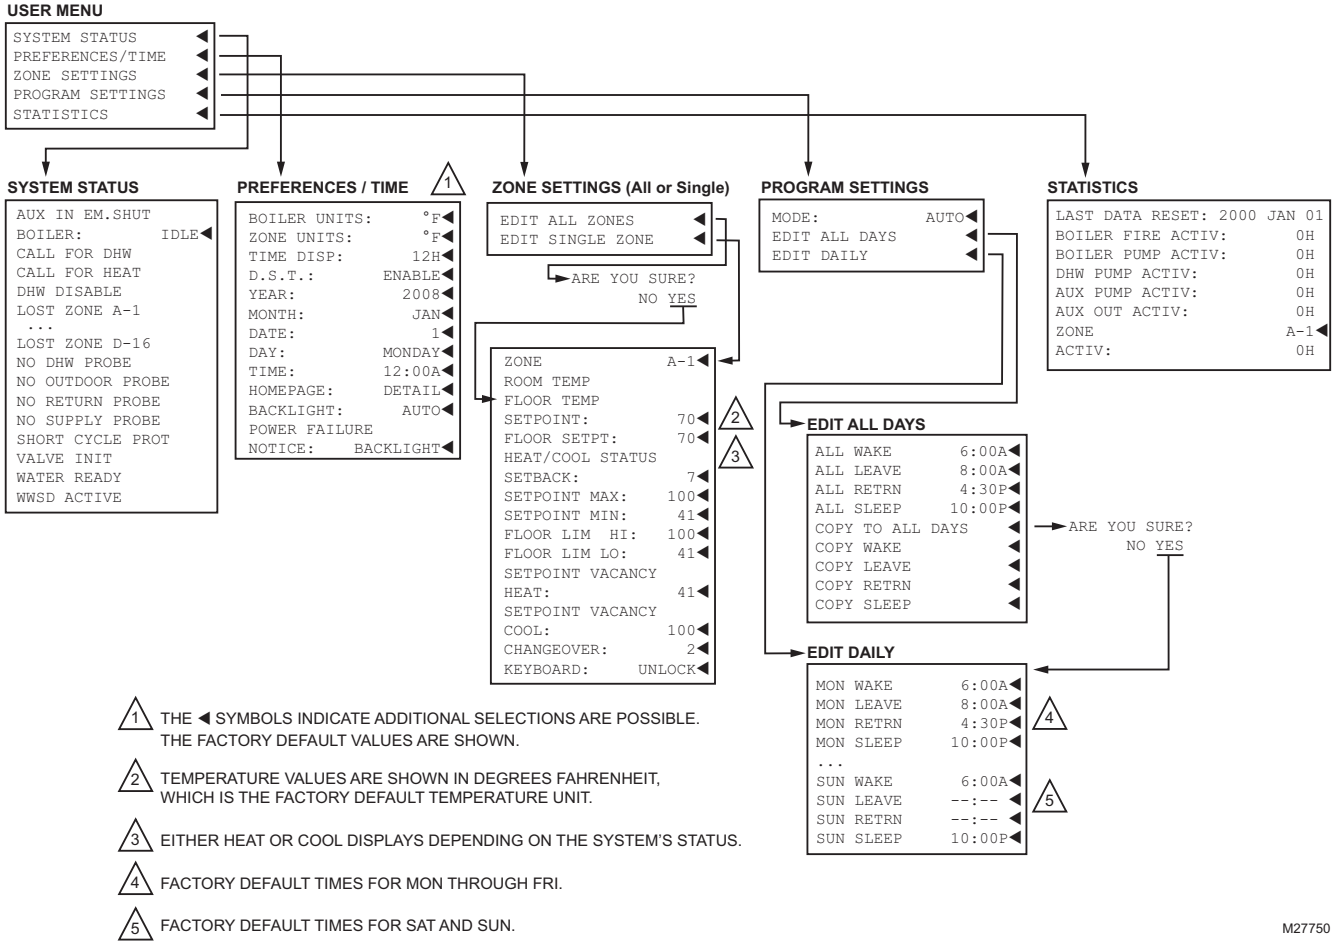 USER MENU
SYSTEM STATUS ◀
PREFERENCES/TIME ◀
ZONE SETTINGS ◀
PROGRAM SETTINGS ◀
STATISTICS ◀
SYSTEM STATUS
AUX IN EM.SHUT
BOILER: IDLE◀
CALL FOR DHW
CALL FOR HEAT
DHW DISABLE
LOST ZONE A-1
...
LOST ZONE D-16
NO DHW PROBE
NO OUTDOOR PROBE
NO RETURN PROBE
NO SUPPLY PROBE
SHORT CYCLE PROT
VALVE INIT
WATER READY
WWSD ACTIVE
PREFERENCES / TIME
1
BOILER UNITS: °F◀
ZONE UNITS: °F◀
TIME DISP: 12H◀
D.S.T.: ENABLE◀
YEAR: 2008◀
MONTH: JAN◀
DATE: 1◀
DAY: MONDAY◀
TIME: 12:00A◀
HOMEPAGE: DETAIL◀
BACKLIGHT: AUTO◀
POWER FAILURE
NOTICE: BACKLIGHT◀
ZONE SETTINGS (All or Single)
EDIT ALL ZONES ◀
EDIT SINGLE ZONE ◀
ARE YOU SURE?
NO YES
ZONE A-1◀
ROOM TEMP
FLOOR TEMP
SETPOINT: 70◀
2
FLOOR SETPT: 70◀
3
HEAT/COOL STATUS
SETBACK: 7◀
SETPOINT MAX: 100◀
SETPOINT MIN: 41◀
FLOOR LIM HI: 100◀
FLOOR LIM LO: 41◀
SETPOINT VACANCY
HEAT: 41◀
SETPOINT VACANCY
COOL: 100◀
CHANGEOVER: 2◀
KEYBOARD: UNLOCK◀
PROGRAM SETTINGS
MODE: AUTO◀
EDIT ALL DAYS ◀
EDIT DAILY ◀
EDIT ALL DAYS
ALL WAKE 6:00A◀
ALL LEAVE 8:00A◀
ALL RETRN 4:30P◀
ALL SLEEP 10:00P◀
COPY TO ALL DAYS ◀
COPY WAKE ◀
COPY LEAVE ◀
COPY RETRN ◀
COPY SLEEP ◀
ARE YOU SURE?
NO YES
EDIT DAILY
MON WAKE 6:00A◀
MON LEAVE 8:00A◀
MON RETRN 4:30P◀
4
MON SLEEP 10:00P◀
...
SUN WAKE 6:00A◀
SUN LEAVE --:-- ◀
5
SUN RETRN --:-- ◀
SUN SLEEP 10:00P◀
STATISTICS
LAST DATA RESET: 2000 JAN 01
BOILER FIRE ACTIV: 0H
BOILER PUMP ACTIV: 0H
DHW PUMP ACTIV: 0H
AUX PUMP ACTIV: 0H
AUX OUT ACTIV: 0H
ZONE A-1◀
ACTIV: 0H
1 THE ◀ SYMBOLS INDICATE ADDITIONAL SELECTIONS ARE POSSIBLE.
THE FACTORY DEFAULT VALUES ARE SHOWN.
2 TEMPERATURE VALUES ARE SHOWN IN DEGREES FAHRENHEIT,
WHICH IS THE FACTORY DEFAULT TEMPERATURE UNIT.
3 EITHER HEAT OR COOL DISPLAYS DEPENDING ON THE SYSTEM'S STATUS.
4 FACTORY DEFAULT TIMES FOR MON THROUGH FRI.
5 FACTORY DEFAULT TIMES FOR SAT AND SUN.
M27750